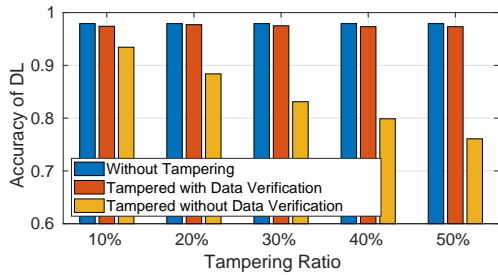 Accuracy of DL
1
0.9
0.8
0.7
0.6
Without Tampering
Tampered with Data Verification
Tampered without Data Verification
10% 20% 30% 40% 50%
Tampering Ratio